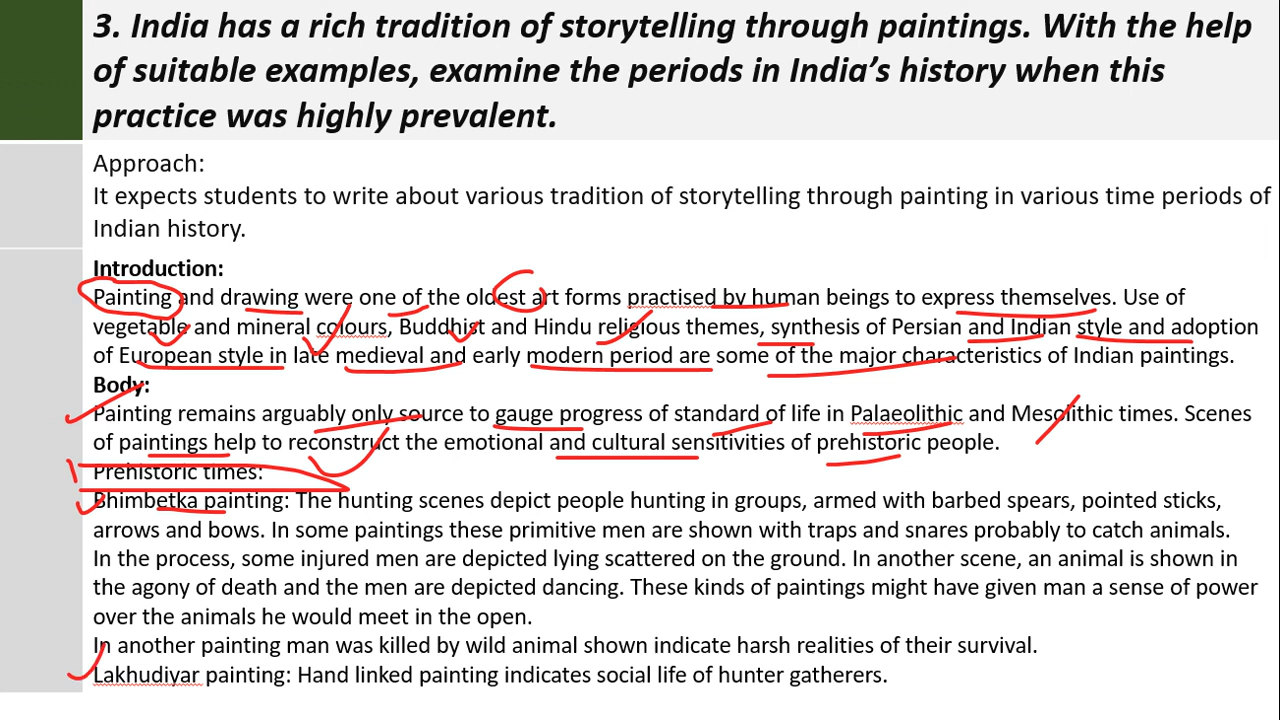 3. India has a rich tradition of storytelling through paintings. With the help
of suitable examples, examine the periods in India's history when this
practice was highly prevalent.
Approach:
It expects students to write about various tradition of storytelling through painting in various time periods of
Indian history.
Introduction:
Painting and drawing were one of the oldest art forms practised by human beings to express themselves. Use of
vegetable and mineral colours, Buddhist and Hindu religious themes, synthesis of Persian and Indian style and adoption
of European style in late medieval and early modern period are some of the major characteristics of Indian paintings.
Body:
Painting remains arguably only source to gauge progress of standard of life in Palaeolithic and Mesolithic times. Scenes
of paintings help to reconstruct the emotional and cultural sensitivities of prehistoric people.
Prehistoric times:
Bhimbetka painting: The hunting scenes depict people hunting in groups, armed with barbed spears, pointed sticks,
arrows and bows. In some paintings these primitive men are shown with traps and snares probably to catch animals.
In the process, some injured men are depicted lying scattered on the ground. In another scene, an animal is shown in
the agony of death and the men are depicted dancing. These kinds of paintings might have given man a sense of power
over the animals he would meet in the open.
In another painting man was killed by wild animal shown indicate harsh realities of their survival.
Lakhudiyar painting: Hand linked painting indicates social life of hunter gatherers.